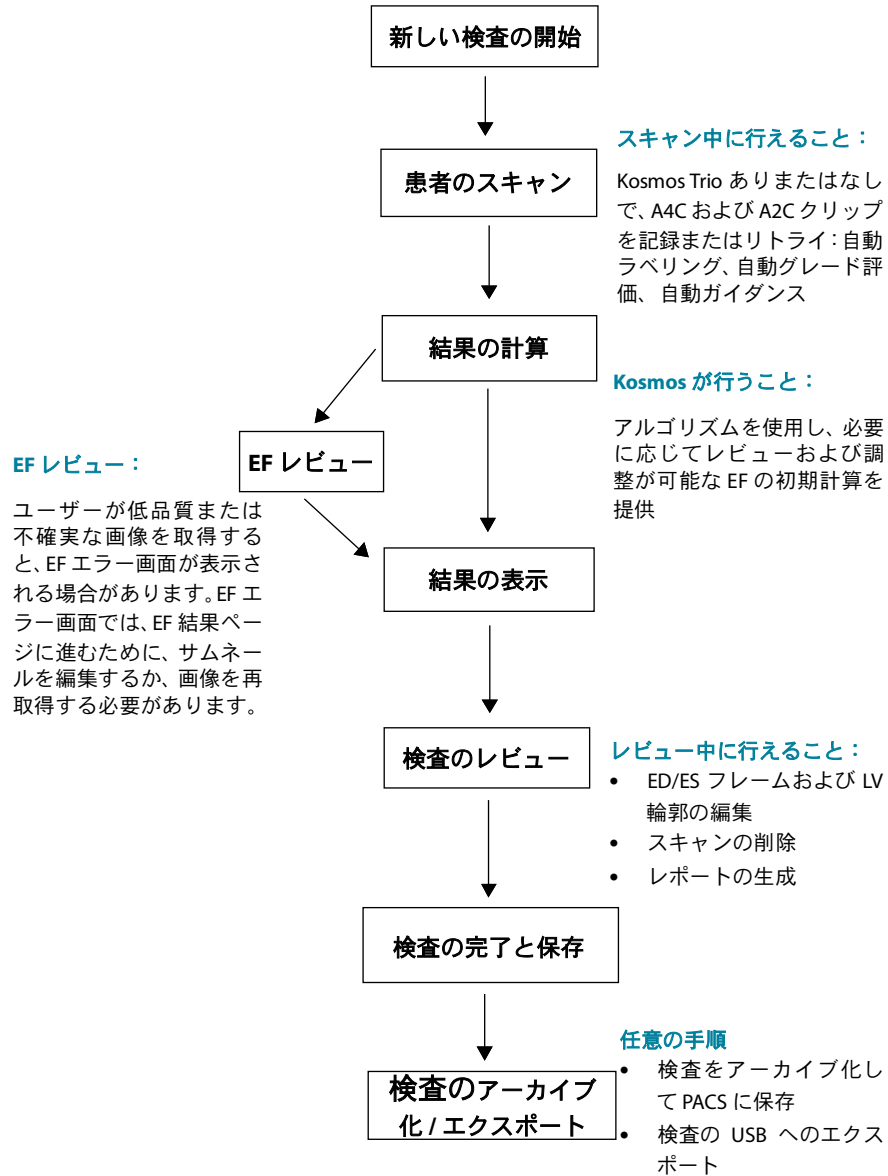 新しい検査の開始
患者のスキャン
スキャン中に行えること：
Kosmos Trio ありまたはなし
で、A4C および A2C クリップ
を記録またはリトライ：自動
ラベリング、自動グレード評
価、 自動ガイダンス
結果の計算
Kosmos が行うこと：
アルゴリズムを使用し、必要
に応じてレビューおよび調
整が可能な EF の初期計算を
提供
EF レビュー
EF レビュー：
ユーザーが低品質または
不確実な画像を取得する
と、EF エラー画面が表示さ
れる場合があります。EF エ
ラー画面では、EF 結果ペー
ジに進むために、サムネー
ルを編集するか、画像を再
取得する必要があります。
結果の表示
検査のレビュー
レビュー中に行えること：
• ED/ES フレームおよび LV
輪郭の編集
• スキャンの削除
• レポートの生成
検査の完了と保存
検査のアーカイブ
化 / エクスポート
任意の手順
• 検査をアーカイブ化し
て PACS に保存
• 検査の USB へのエクス
ポート